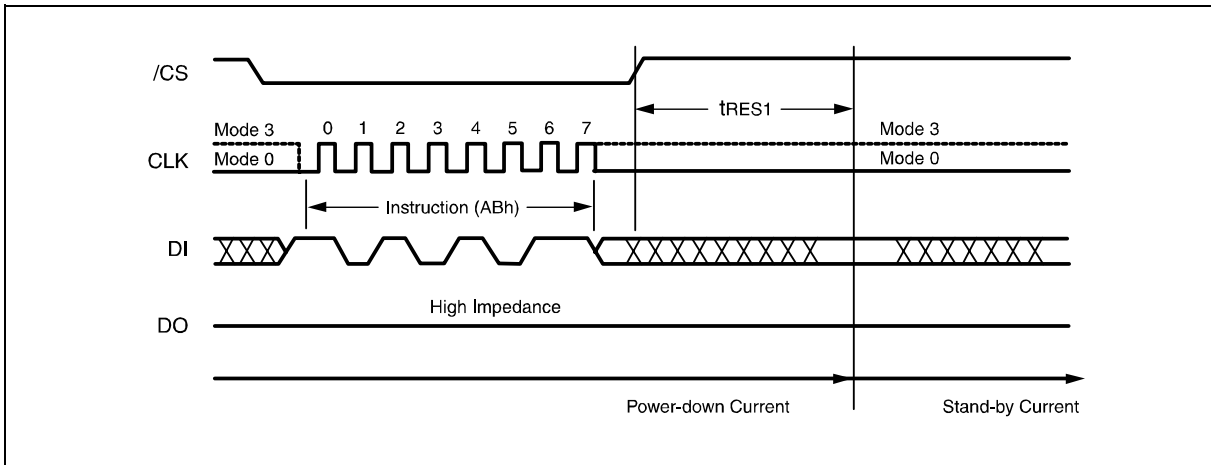 /CS
tRES1
Mode 3 0 1 2 3 4 5 6 7 Mode 3
CLK
Mode 0 Mode 0
Instruction (ABh)
DI
High Impedance
DO
Power-down Current Stand-by Current